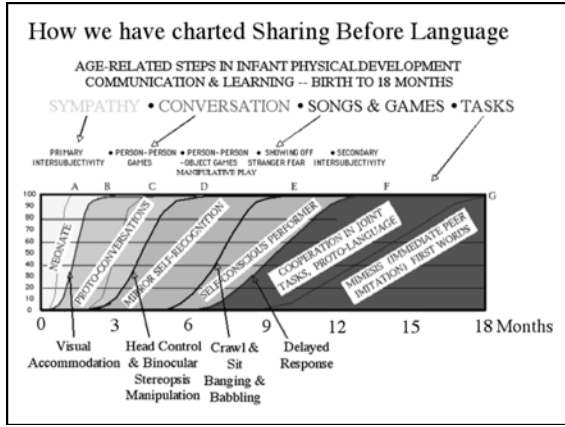 How we have charted Sharing Before Language
AGE-RELATED STEPS IN INFANT PHYSICAL DEVELOPMENT
COMMUNICATION & LEARNING -- BIRTH TO 18 MONTHS
SYMPATHY • CONVERSATION • SONGS & GAMES • TASKS
PRIMARY
INTERSUBJECTIVITY
• PERSON-PERSON
GAMES
• PERSON-PERSON
-OBJECT GAMES
MANIPULATIVE PLAY
• SHOWING OFF
STRANGER FEAR
• SECONDARY
INTERSUBJECTIVITY
A B C D E F G
100
90
80
70
60
50
40
30
20
10
0
NEONATE
PROTO-CONVERSATIONS
MIRROR SELF-RECOGNITION
SELF-CONSCIOUS PERFORMER
COOPERATION IN JOINT
TASKS, PROTO-LANGUAGE
MIMESIS (IMMEDIATE PEER
IMITATION) FIRST WORDS
0 3 6 9 12 15 18 Months
Visual
Accommodation
Head Control
& Binocular
Stereopsis
Manipulation
Crawl &
Sit
Banging &
Babbling
Delayed
Response